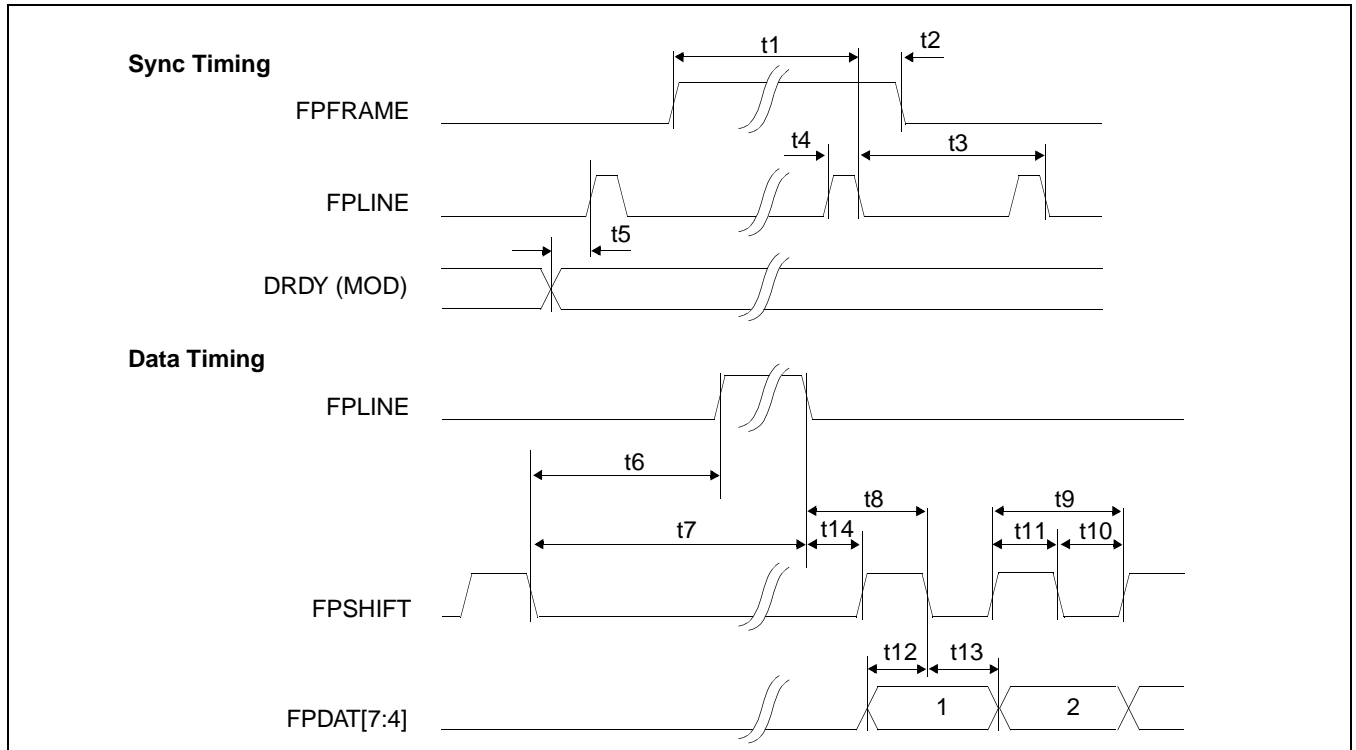 Sync Timing
t1
t2
FPFRAME
t4
t3
FPLINE
t5
DRDY (MOD)
Data Timing
FPLINE
t6
t8
t9
t7
t14
t11
t10
FPSHIFT
t12
t13
FPDAT[7:4]
1
2